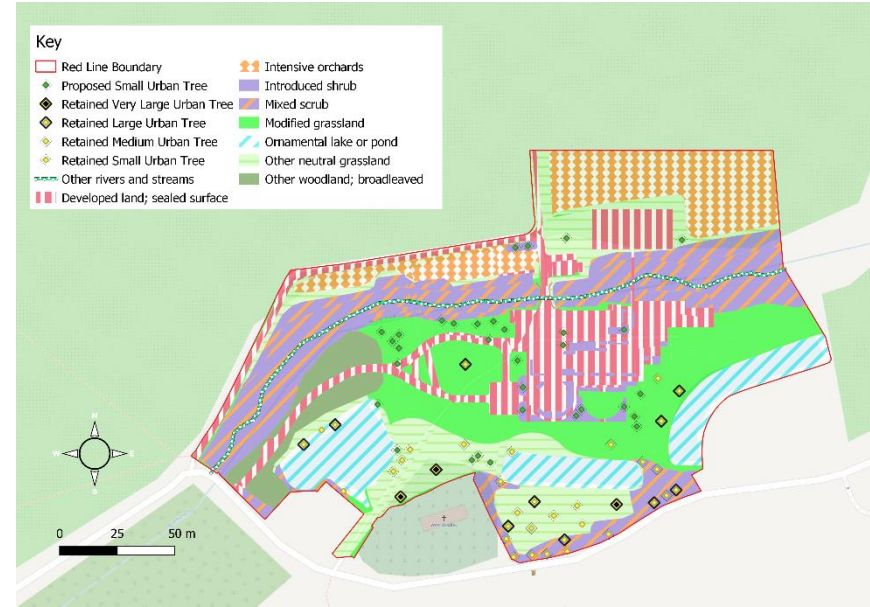 Key
Red Line Boundary
Proposed Small Urban Tree
Retained Very Large Urban Tree
Retained Large Urban Tree
Retained Medium Urban Tree
Retained Small Urban Tree
Other rivers and streams
Developed land; sealed surface
Intensive orchards
Introduced shrub
Mixed scrub
Modified grassland
Ornamental lake or pond
Other neutral grassland
Other woodland; broadleaved
N
W E
S
0 25 50 m